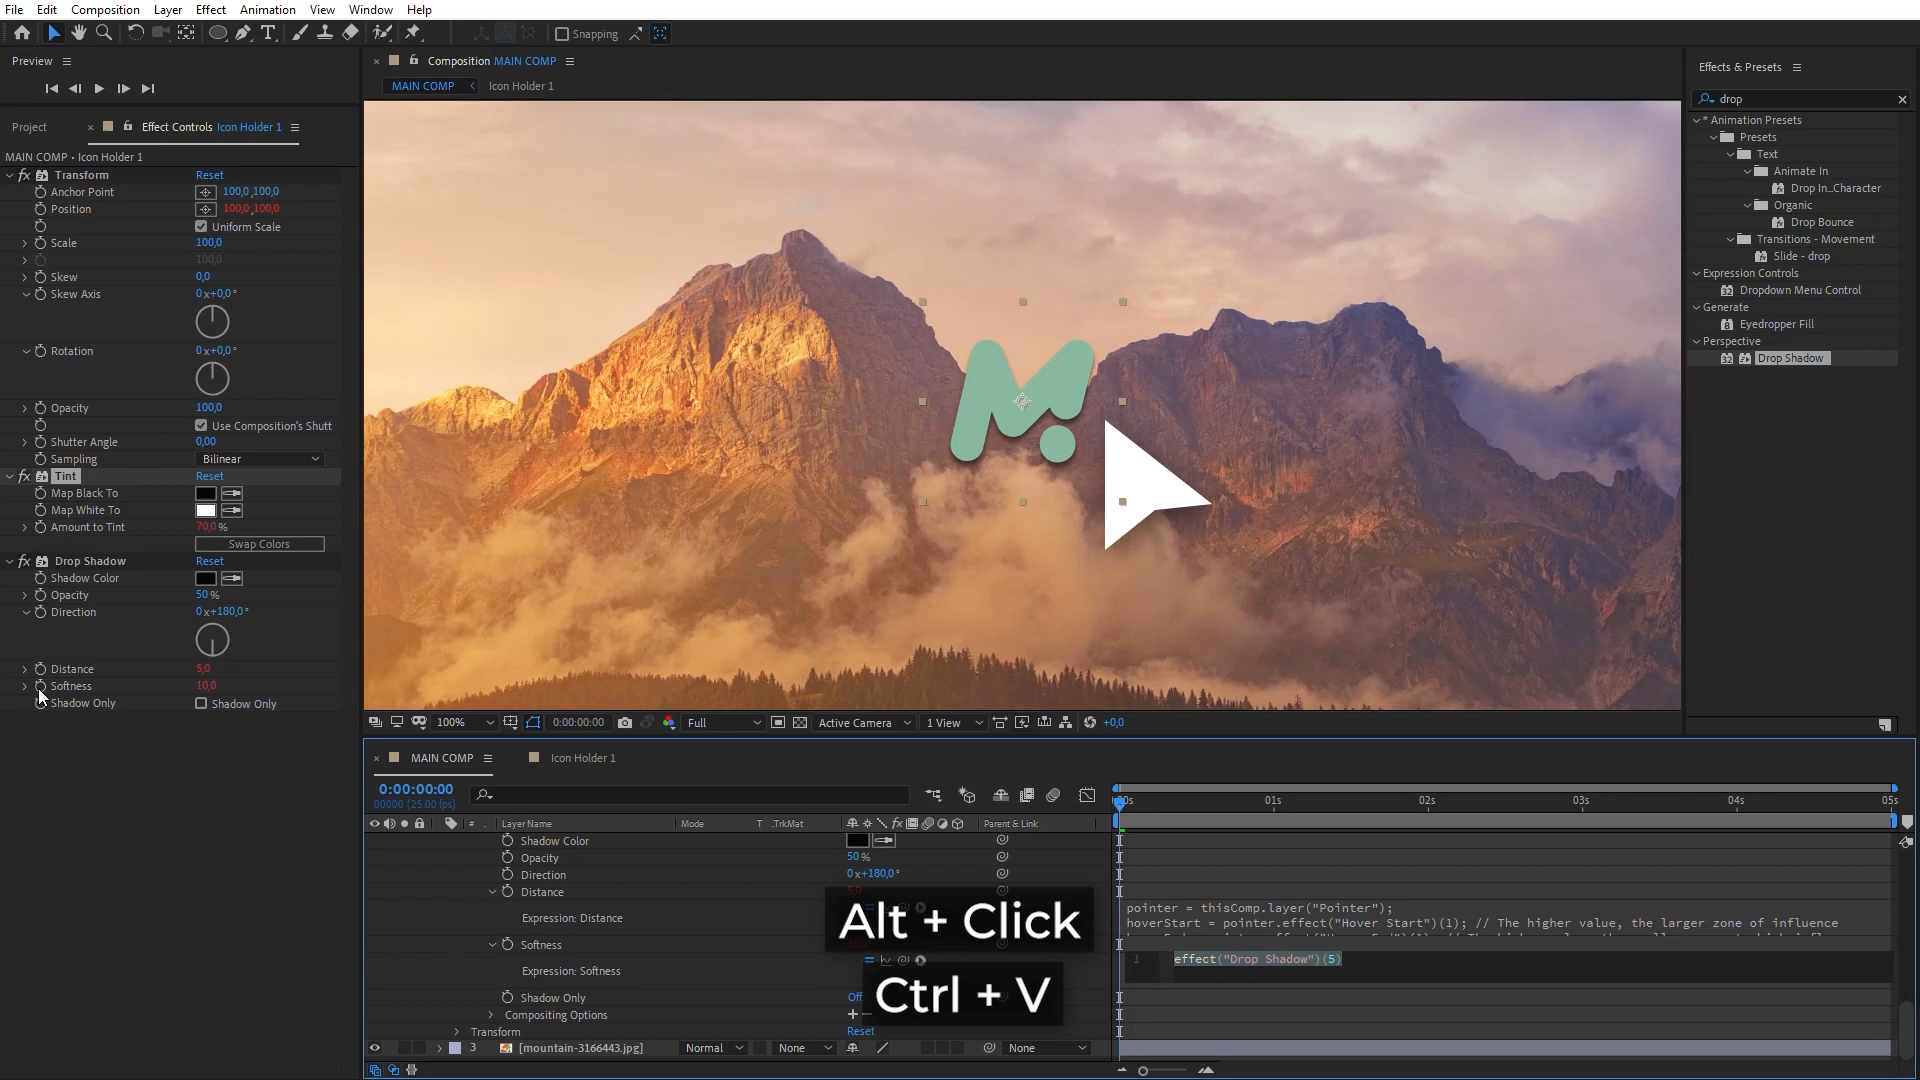 File Edit Composition Layer Effect Animation View Window Help
Snapping
Preview
Project
Effect Controls Icon Holder 1
MAIN COMP • Icon Holder 1
fx Transform Reset
Anchor Point 100,0,100,0
Position 100,0,100,0
Uniform Scale
Scale 100,0
100,0
Skew 0,0
Skew Axis 0x+0,0°
Rotation 0x+0,0°
Opacity 100,0
Use Composition's Shutt
Shutter Angle 0,00
Sampling Bilinear
fx Tint Reset
Map Black To
Map White To
Amount to Tint 70,0 %
Swap Colors
fx Drop Shadow Reset
Shadow Color
Opacity 50 %
Direction 0x+180,0°
Distance 5,0
Softness 10,0
Shadow Only Shadow Only
Composition MAIN COMP
MAIN COMP Icon Holder 1
100% 0:00:00:00 Full Active Camera 1 View +0,0
Effects & Presets
drop
* Animation Presets
Presets
Text
Animate In
Drop In_Character
Organic
Drop Bounce
Transitions - Movement
Slide - drop
Expression Controls
Dropdown Menu Control
Generate
Eyedropper Fill
Perspective
Drop Shadow
MAIN COMP Icon Holder 1
0:00:00:00
00000 (25.00 fps)
01s 02s 03s 04s 05s
# Layer Name Mode T .TrkMat fx Parent & Link
Shadow Color
Opacity 50 %
Direction 0x+180,0°
Distance
Expression: Distance
pointer = thisComp.layer("Pointer");
hoverStart = pointer.effect("Hover Start")(1); // The higher value, the larger zone of influence
Softness
Expression: Softness
1 effect("Drop Shadow")(5)
Shadow Only Off
Compositing Options
Transform Reset
3 [mountain-3166443.jpg] Normal None None
Alt + Click
Ctrl + V